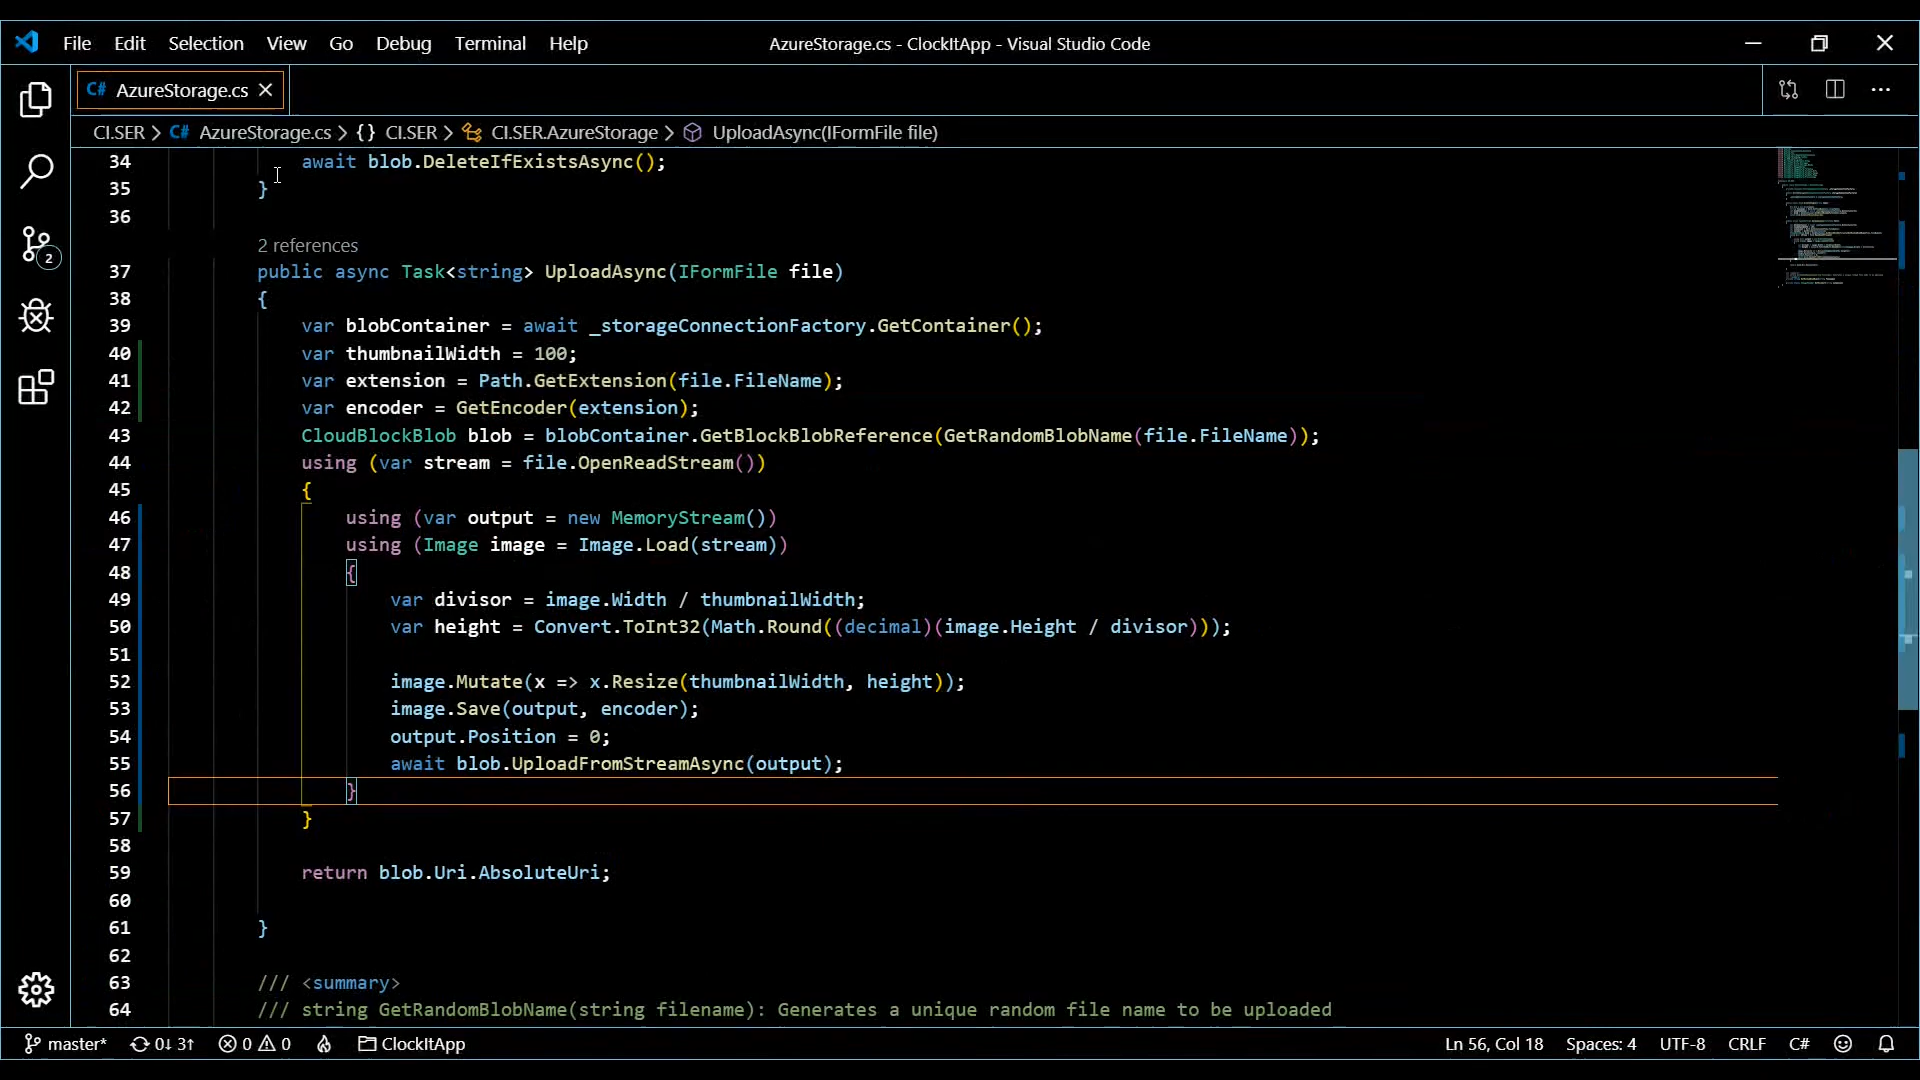 File Edit Selection View Go Debug Terminal Help AzureStorage.cs - ClockItApp - Visual Studio Code
C# AzureStorage.cs
CI.SER > C# AzureStorage.cs > {} CI.SER > CI.SER.AzureStorage > UploadAsync(IFormFile file)
34 await blob.DeleteIfExistsAsync();
35 }
36
2 references
37 public async Task<string> UploadAsync(IFormFile file)
38 {
39 var blobContainer = await _storageConnectionFactory.GetContainer();
40 var thumbnailWidth = 100;
41 var extension = Path.GetExtension(file.FileName);
42 var encoder = GetEncoder(extension);
43 CloudBlockBlob blob = blobContainer.GetBlockBlobReference(GetRandomBlobName(file.FileName));
44 using (var stream = file.OpenReadStream())
45 {
46 using (var output = new MemoryStream())
47 using (Image image = Image.Load(stream))
48 {
49 var divisor = image.Width / thumbnailWidth;
50 var height = Convert.ToInt32(Math.Round((decimal)(image.Height / divisor)));
51
52 image.Mutate(x => x.Resize(thumbnailWidth, height));
53 image.Save(output, encoder);
54 output.Position = 0;
55 await blob.UploadFromStreamAsync(output);
56 }
57 }
58
59 return blob.Uri.AbsoluteUri;
60
61 }
62
63 /// <summary>
64 /// string GetRandomBlobName(string filename): Generates a unique random file name to be uploaded
2
master* 0↓ 3↑ 0 0 ClockItApp Ln 56, Col 18 Spaces: 4 UTF-8 CRLF C#